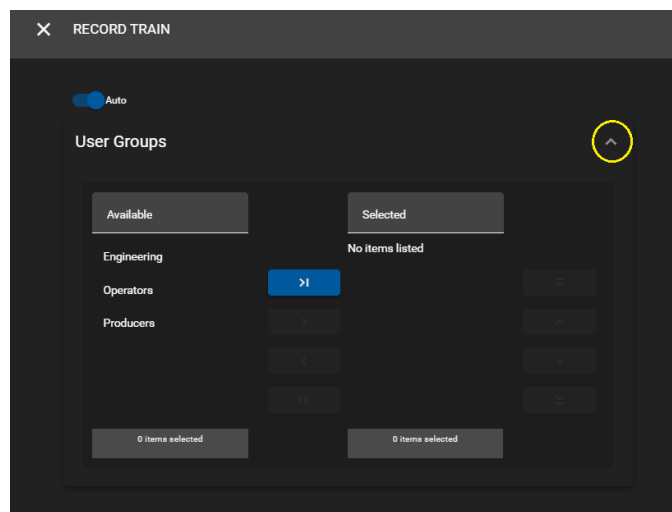 RECORD TRAIN
Auto
User Groups
Available
Selected
Engineering
No items listed
Operators
Producers
0 items selected
0 items selected